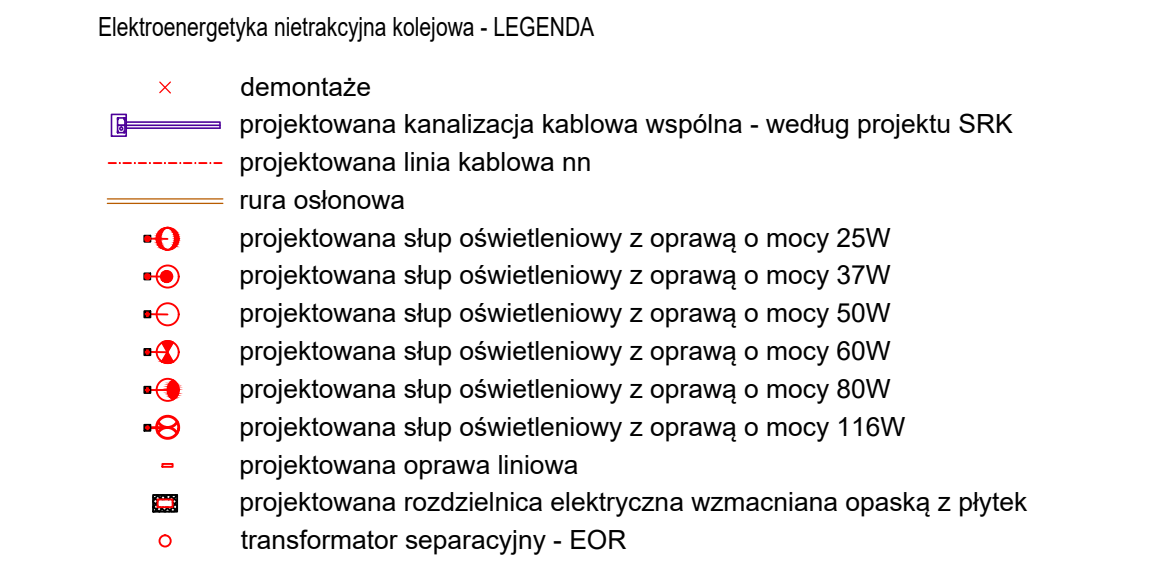 Elektroenergetyka nietrakcyjna kolejowa - LEGENDA
demontaże
projektowana kanalizacja kablowa wspólna - według projektu SRK
projektowana linia kablowa nn
rura osłonowa
projektowana słup oświetleniowy z oprawą o mocy 25W
projektowana słup oświetleniowy z oprawą o mocy 37W
projektowana słup oświetleniowy z oprawą o mocy 50W
projektowana słup oświetleniowy z oprawą o mocy 60W
projektowana słup oświetleniowy z oprawą o mocy 80W
projektowana słup oświetleniowy z oprawą o mocy 116W
projektowana oprawa liniowa
projektowana rozdzielnica elektryczna wzmacniana opaską z płytek
transformator separacyjny - EOR